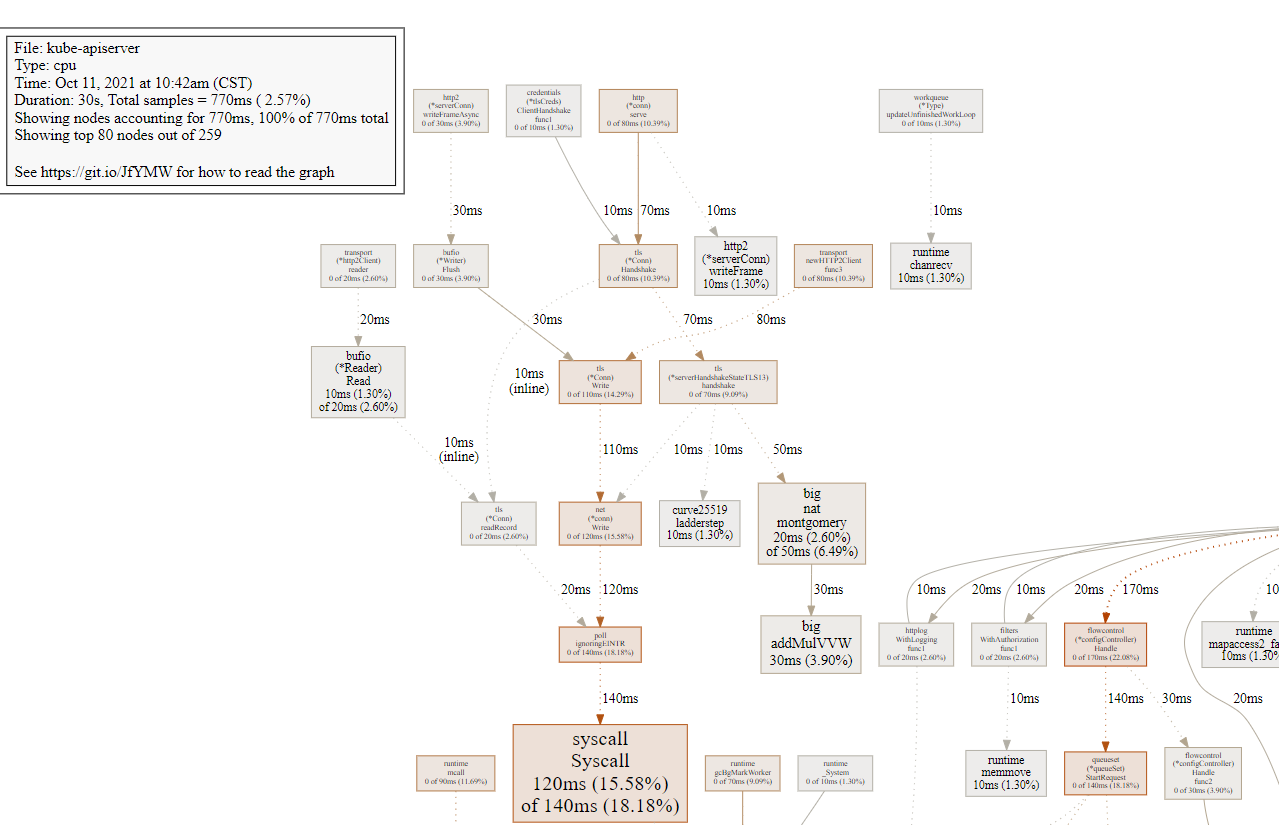 File: kube-apiserver
Type: cpu
Time: Oct 11, 2021 at 10:42am (CST)
Duration: 30s, Total samples = 770ms ( 2.57%)
Showing nodes accounting for 770ms, 100% of 770ms total
Showing top 80 nodes out of 259
See https://git.io/JfYMW for how to read the graph
http2
(*serverConn)
writeFrameAsync
0 of 30ms (3.90%)
credentials
(*tlsCreds)
ClientHandshake
func1
0 of 10ms (1.30%)
http
(*conn)
serve
0 of 80ms (10.39%)
workqueue
(*Type)
updateUnfinishedWorkLoop
0 of 10ms (1.30%)
30ms
10ms
70ms
10ms
10ms
transport
(*http2Client)
reader
0 of 20ms (2.60%)
bufio
(*Writer)
Flush
0 of 30ms (3.90%)
tls
(*Conn)
Handshake
0 of 80ms (10.39%)
http2
(*serverConn)
writeFrame
10ms (1.30%)
transport
newHTTP2Client
func3
0 of 80ms (10.39%)
runtime
chanrecv
10ms (1.30%)
20ms
30ms
70ms
80ms
bufio
(*Reader)
Read
10ms (1.30%)
of 20ms (2.60%)
10ms
(inline)
tls
(*Conn)
Write
0 of 110ms (14.29%)
tls
(*serverHandshakeStateTLS13)
handshake
0 of 70ms (9.09%)
10ms
(inline)
110ms
10ms
10ms
50ms
tls
(*Conn)
readRecord
0 of 20ms (2.60%)
net
(*conn)
Write
0 of 120ms (15.58%)
curve25519
ladderstep
10ms (1.30%)
big
nat
montgomery
20ms (2.60%)
of 50ms (6.49%)
20ms
120ms
30ms
10ms
20ms
10ms
20ms
170ms
10
poll
ignoringEINTR
0 of 140ms (18.18%)
big
addMulVVW
30ms (3.90%)
httplog
WithLogging
func1
0 of 20ms (2.60%)
filters
WithAuthorization
func1
0 of 20ms (2.60%)
flowcontrol
(*configController)
Handle
0 of 170ms (22.08%)
runtime
mapaccess2_fa
10ms (1.30%
140ms
10ms
140ms
30ms
20ms
runtime
mcall
0 of 90ms (11.69%)
syscall
Syscall
120ms (15.58%)
of 140ms (18.18%)
runtime
gcBgMarkWorker
0 of 70ms (9.09%)
runtime
_System
0 of 10ms (1.30%)
runtime
memmove
10ms (1.30%)
queueset
(*queueSet)
StartRequest
0 of 140ms (18.18%)
flowcontrol
(*configController)
Handle
func2
0 of 30ms (3.90%)